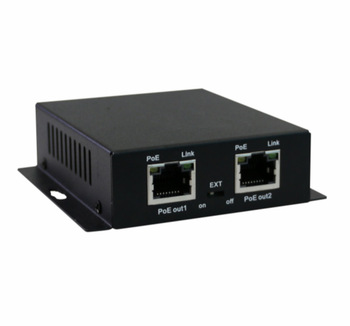 PoE Link
PoE Link
EXT
PoE out1 on off PoE out2